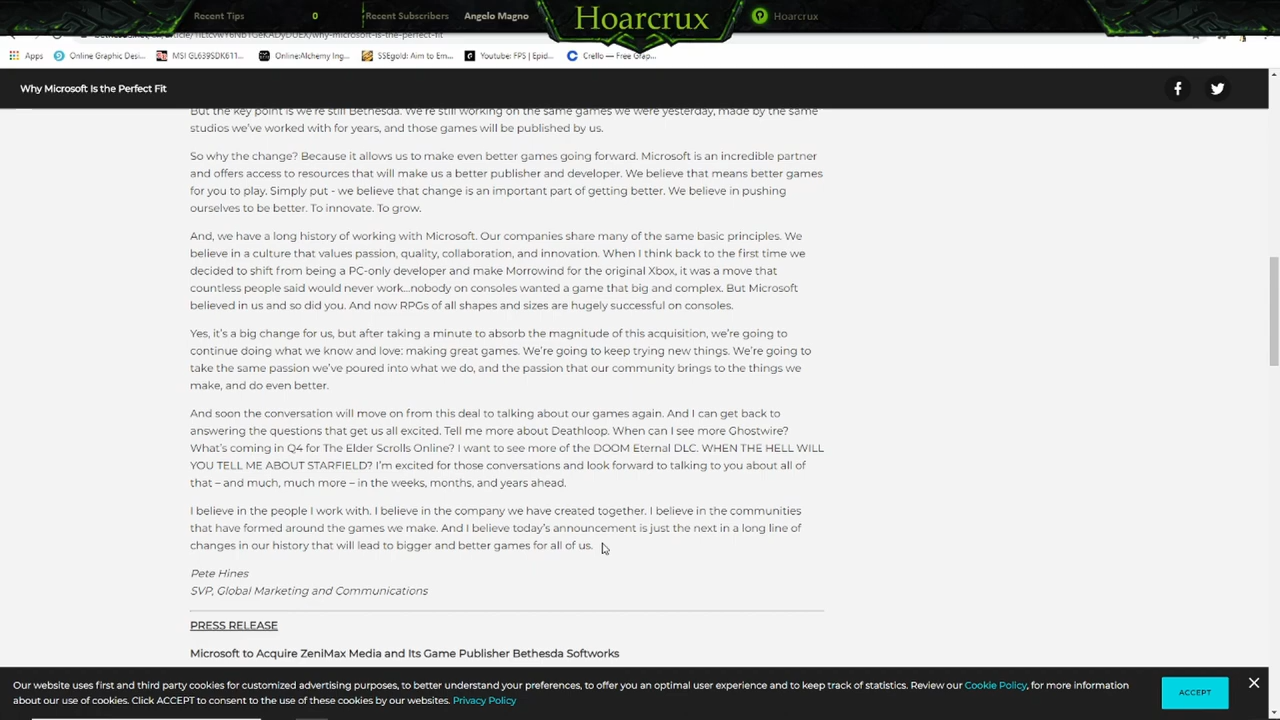 Recent Tips
0
Recent Subscribers
Angelo Magno
Hoarcrux
Hoarcrux
Apps
Online Graphic Desi...
MSI GL639SDK611...
Online:Alchemy Ing...
SSEgold: Aim to Em...
Youtube: FPS | Epid...
Crello — Free Grap...
Why Microsoft Is the Perfect Fit
But the key point is we're still Bethesda. We're still working on the same games we were yesterday, made by the same
studios we've worked with for years, and those games will be published by us.
So why the change? Because it allows us to make even better games going forward. Microsoft is an incredible partner
and offers access to resources that will make us a better publisher and developer. We believe that means better games
for you to play. Simply put - we believe that change is an important part of getting better. We believe in pushing
ourselves to be better. To innovate. To grow.
And, we have a long history of working with Microsoft. Our companies share many of the same basic principles. We
believe in a culture that values passion, quality, collaboration, and innovation. When I think back to the first time we
decided to shift from being a PC-only developer and make Morrowind for the original Xbox, it was a move that
countless people said would never work...nobody on consoles wanted a game that big and complex. But Microsoft
believed in us and so did you. And now RPGs of all shapes and sizes are hugely successful on consoles.
Yes, it's a big change for us, but after taking a minute to absorb the magnitude of this acquisition, we're going to
continue doing what we know and love: making great games. We're going to keep trying new things. We're going to
take the same passion we've poured into what we do, and the passion that our community brings to the things we
make, and do even better.
And soon the conversation will move on from this deal to talking about our games again. And I can get back to
answering the questions that get us all excited. Tell me more about Deathloop. When can I see more Ghostwire?
What's coming in Q4 for The Elder Scrolls Online? I want to see more of the DOOM Eternal DLC. WHEN THE HELL WILL
YOU TELL ME ABOUT STARFIELD? I'm excited for those conversations and look forward to talking to you about all of
that – and much, much more – in the weeks, months, and years ahead.
I believe in the people I work with. I believe in the company we have created together. I believe in the communities
that have formed around the games we make. And I believe today's announcement is just the next in a long line of
changes in our history that will lead to bigger and better games for all of us.
Pete Hines
SVP, Global Marketing and Communications
PRESS RELEASE
Microsoft to Acquire ZeniMax Media and Its Game Publisher Bethesda Softworks
Our website uses first and third party cookies for customized advertising purposes, to better understand your preferences, to offer you an optimal user experience and to keep track of statistics. Review our Cookie Policy, for more information
about our use of cookies. Click ACCEPT to consent to the use of these cookies by our websites. Privacy Policy
ACCEPT